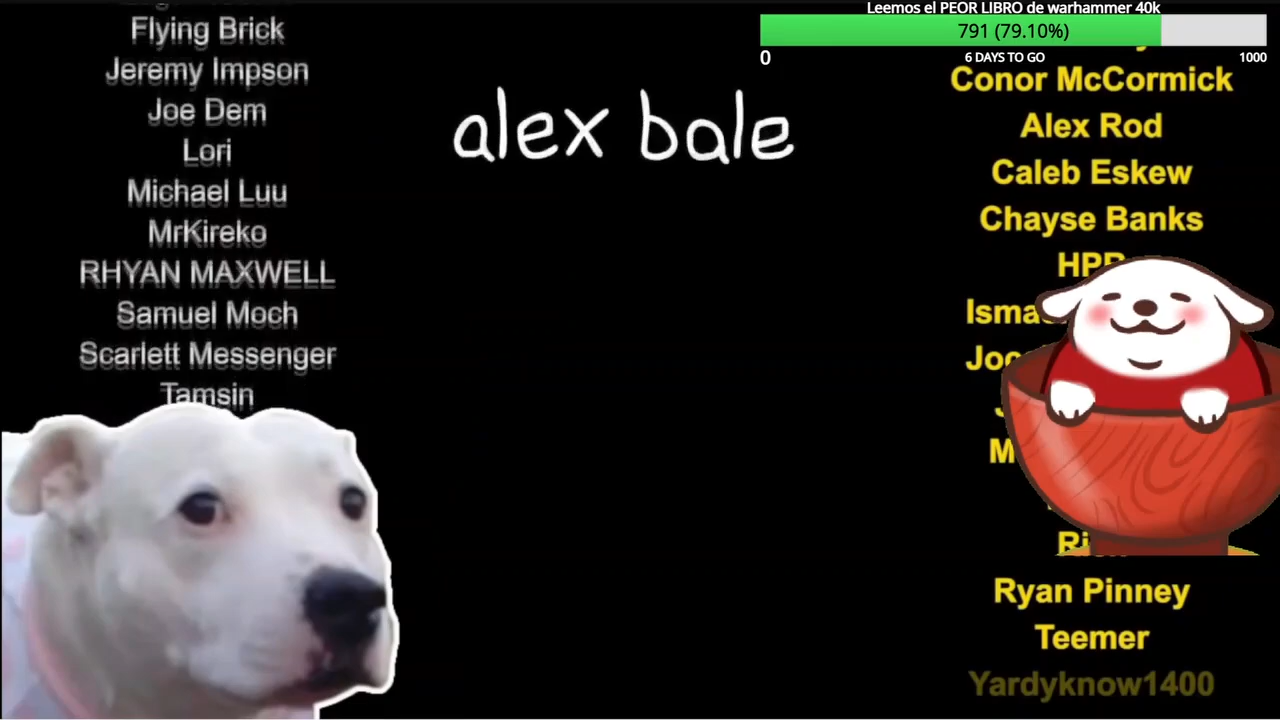 Flying Brick
Jeremy Impson
Joe Dem
Lori
Michael Luu
MrKireko
RHYAN MAXWELL
Samuel Moch
Scarlett Messenger
Tamsin
alex bale
Leemos el PEOR LIBRO de warhammer 40k
791 (79.10%)
0
6 DAYS TO GO
1000
Conor McCormick
Alex Rod
Caleb Eskew
Chayse Banks
Ryan Pinney
Teemer
Yardyknow1400